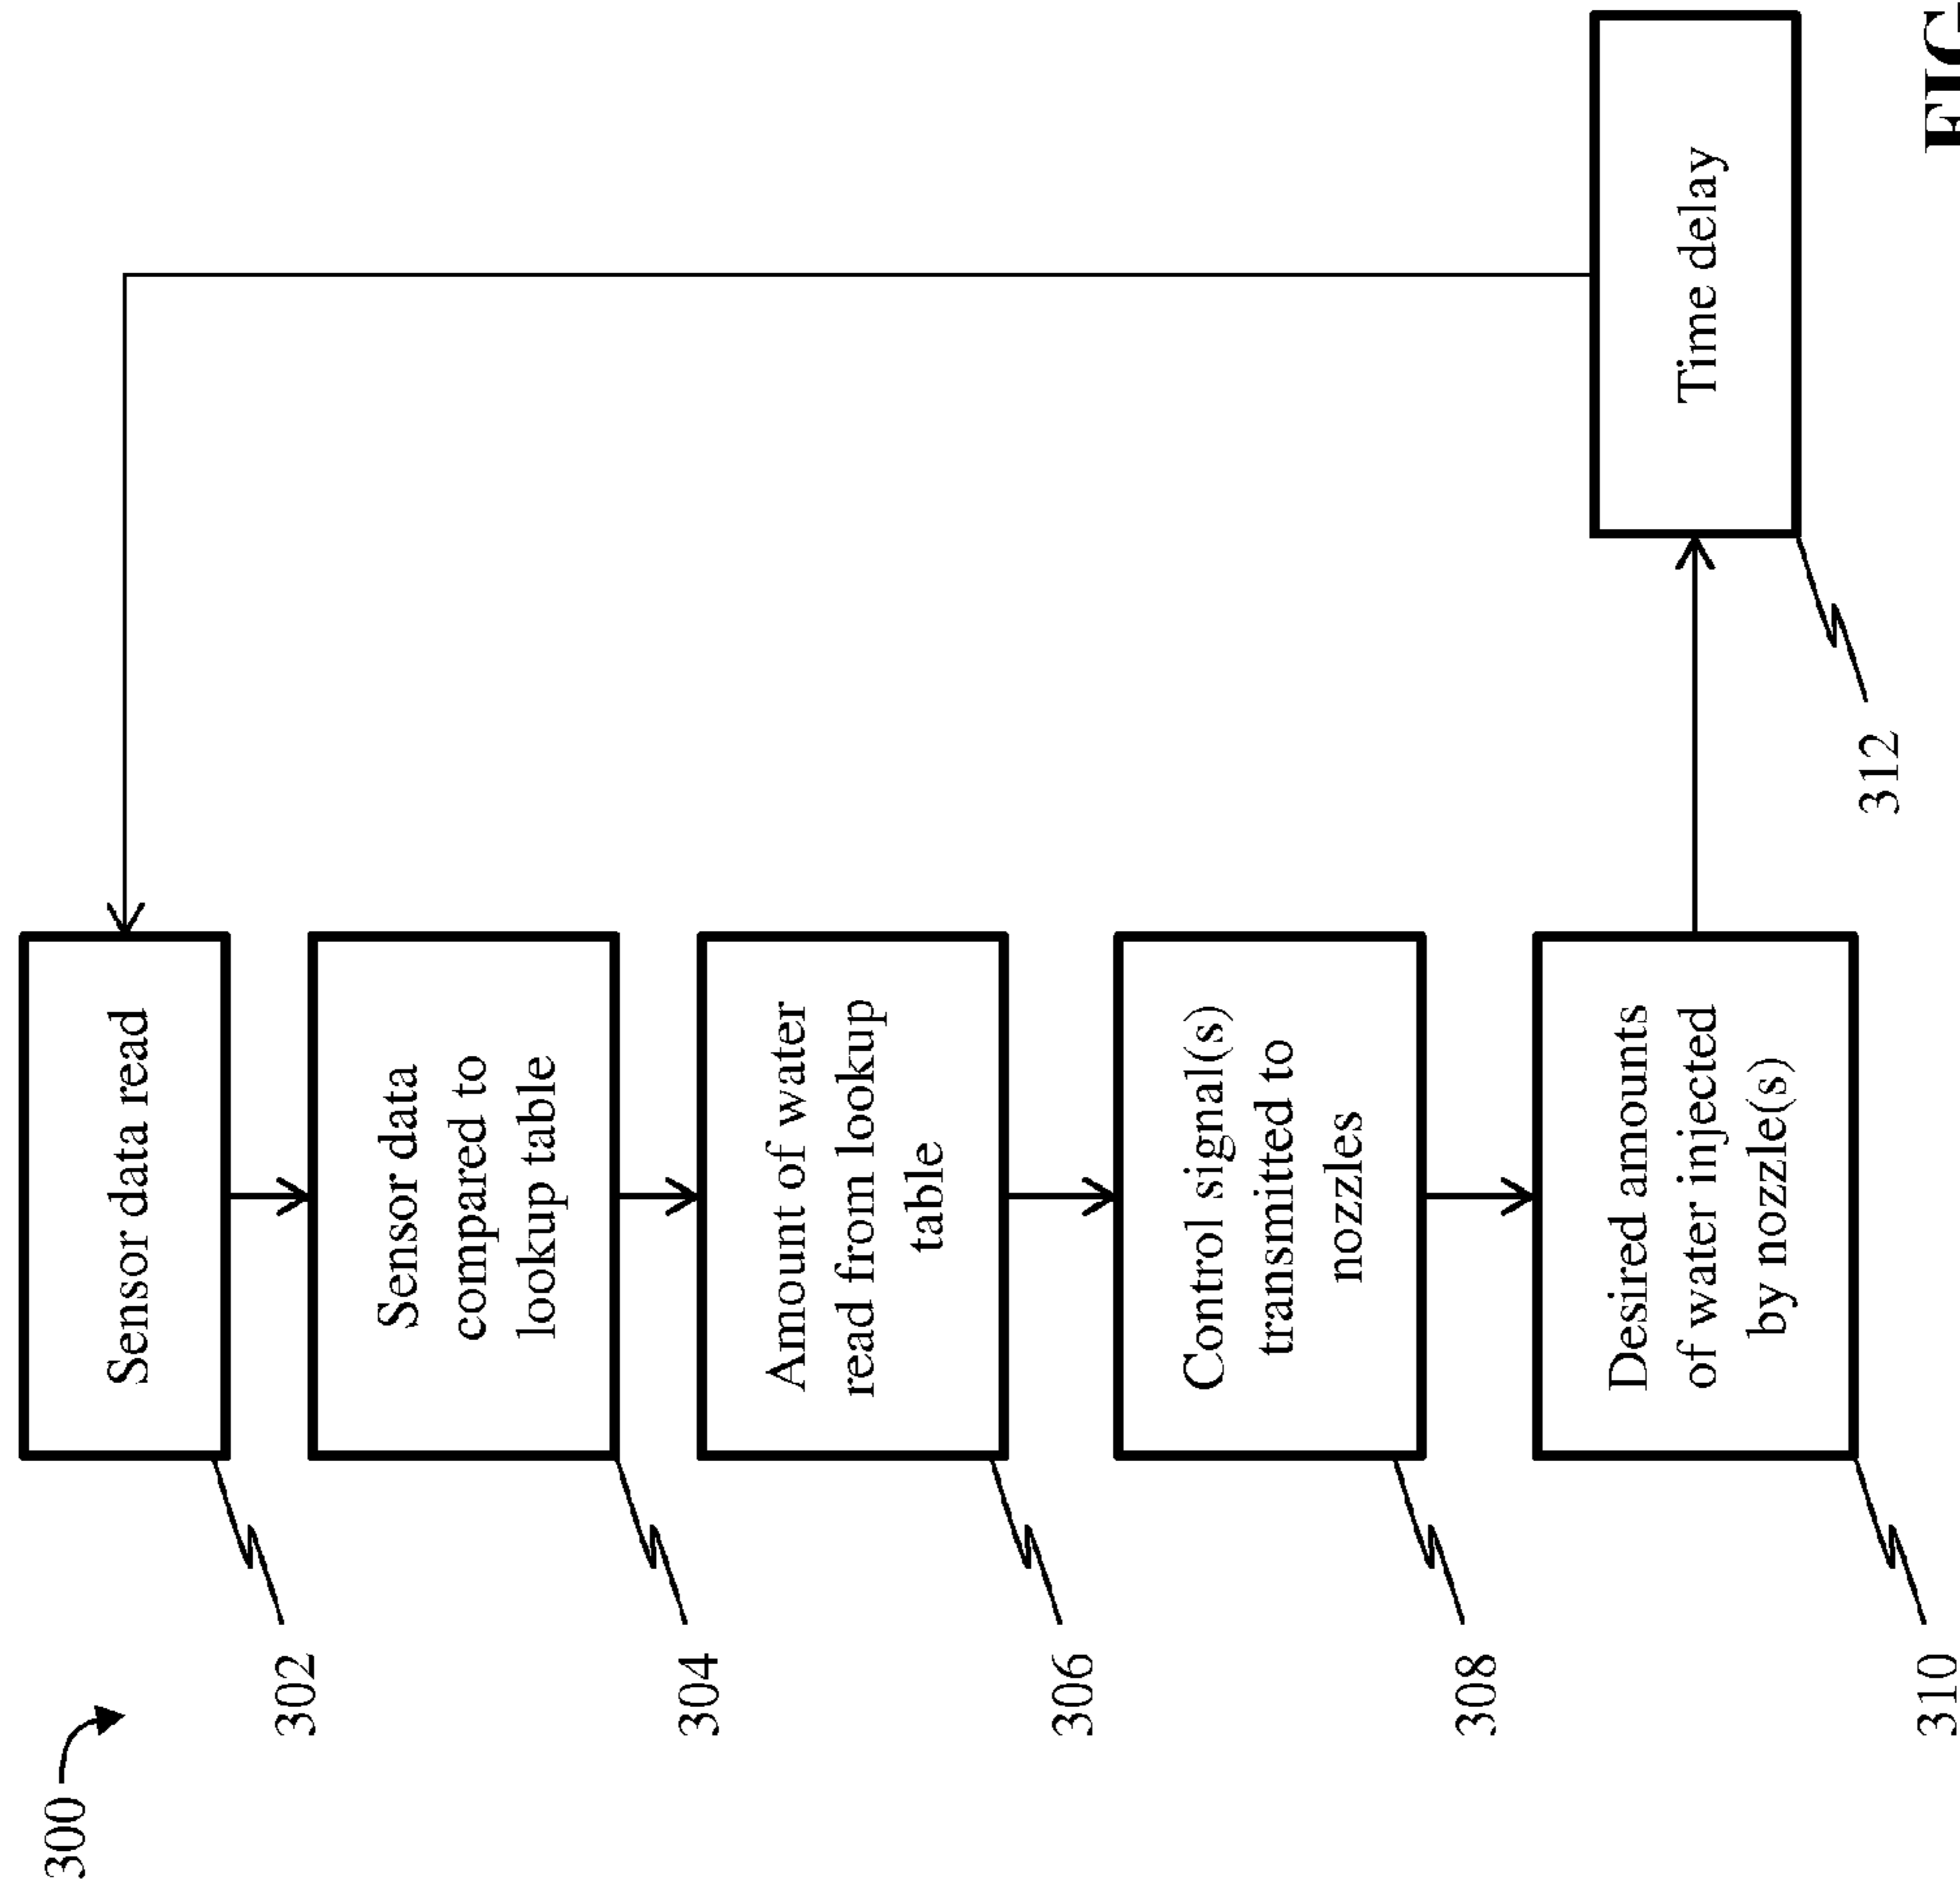 300
Sensor data read
302
Sensor data
compared to
lookup table
304
Amount of water
read from lookup
table
306
Control signal(s)
transmitted to
nozzles
308
Desired amounts
of water injected
by nozzle(s)
310
Time delay
312